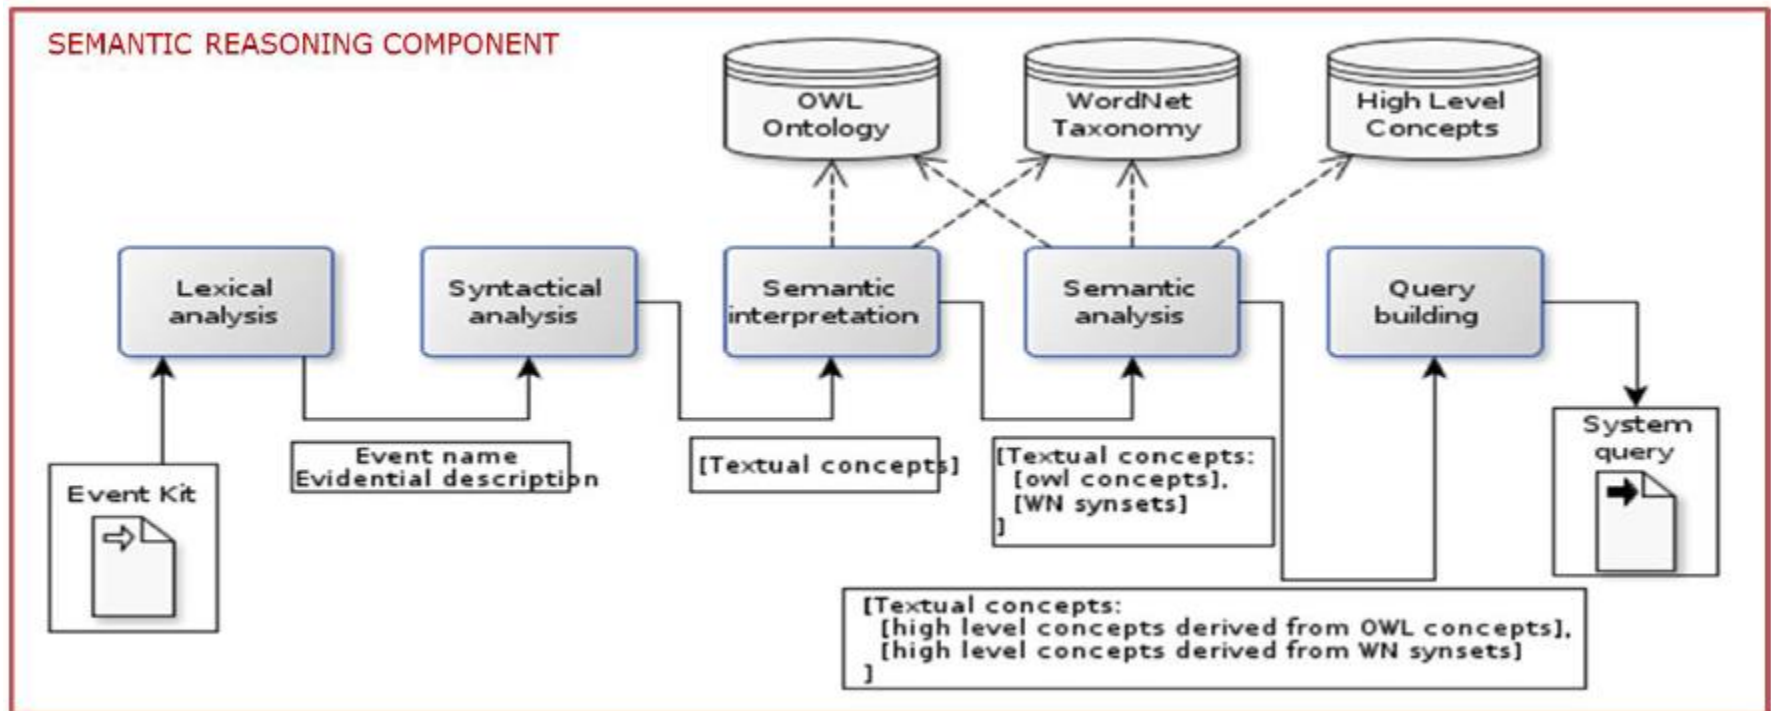 SEMANTIC REASONING COMPONENT
OWL
Ontology
WordNet
Taxonomy
High Level
Concepts
Lexical
analysis
Syntactical
analysis
Semantic
interpretation
Semantic
analysis
Query
building
Event Kit
Event name
Evidential description
[Textual concepts]
[Textual concepts:
[owl concepts],
[WN synsets]
]
System
query
[Textual concepts:
[high level concepts derived from OWL concepts],
[high level concepts derived from WN synsets]
]